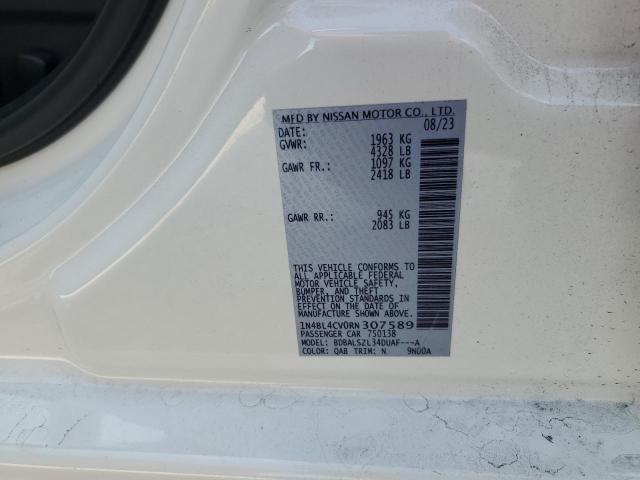 MFD BY NISSAN MOTOR CO., LTD.
DATE: 08/23
GVWR: 1963 KG
4328 LB
GAWR FR.: 1097 KG
2418 LB
GAWR RR.: 945 KG
2083 LB
THIS VEHICLE CONFORMS TO
ALL APPLICABLE FEDERAL
MOTOR VEHICLE SAFETY,
BUMPER, AND THEFT
PREVENTION STANDARDS IN
EFFECT ON THE DATE OF
MANUFACTURE SHOWN ABOVE.
1N4BL4CV0RN307589
PASSENGER CAR 750138
MODEL: BDBALSZL34DUAF---A
COLOR: QAB TRIM: N 9N00A